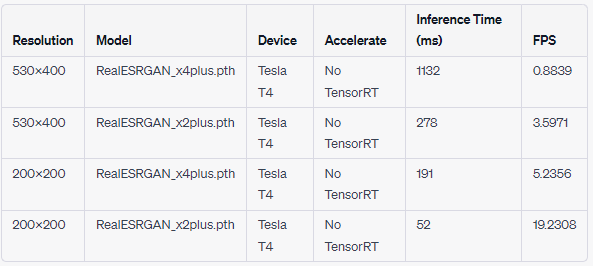 Resolution Model Device Accelerate Inference Time (ms) FPS
530×400 RealESRGAN_x4plus.pth Tesla T4 No TensorRT 1132 0.8839
530×400 RealESRGAN_x2plus.pth Tesla T4 No TensorRT 278 3.5971
200×200 RealESRGAN_x4plus.pth Tesla T4 No TensorRT 191 5.2356
200×200 RealESRGAN_x2plus.pth Tesla T4 No TensorRT 52 19.2308